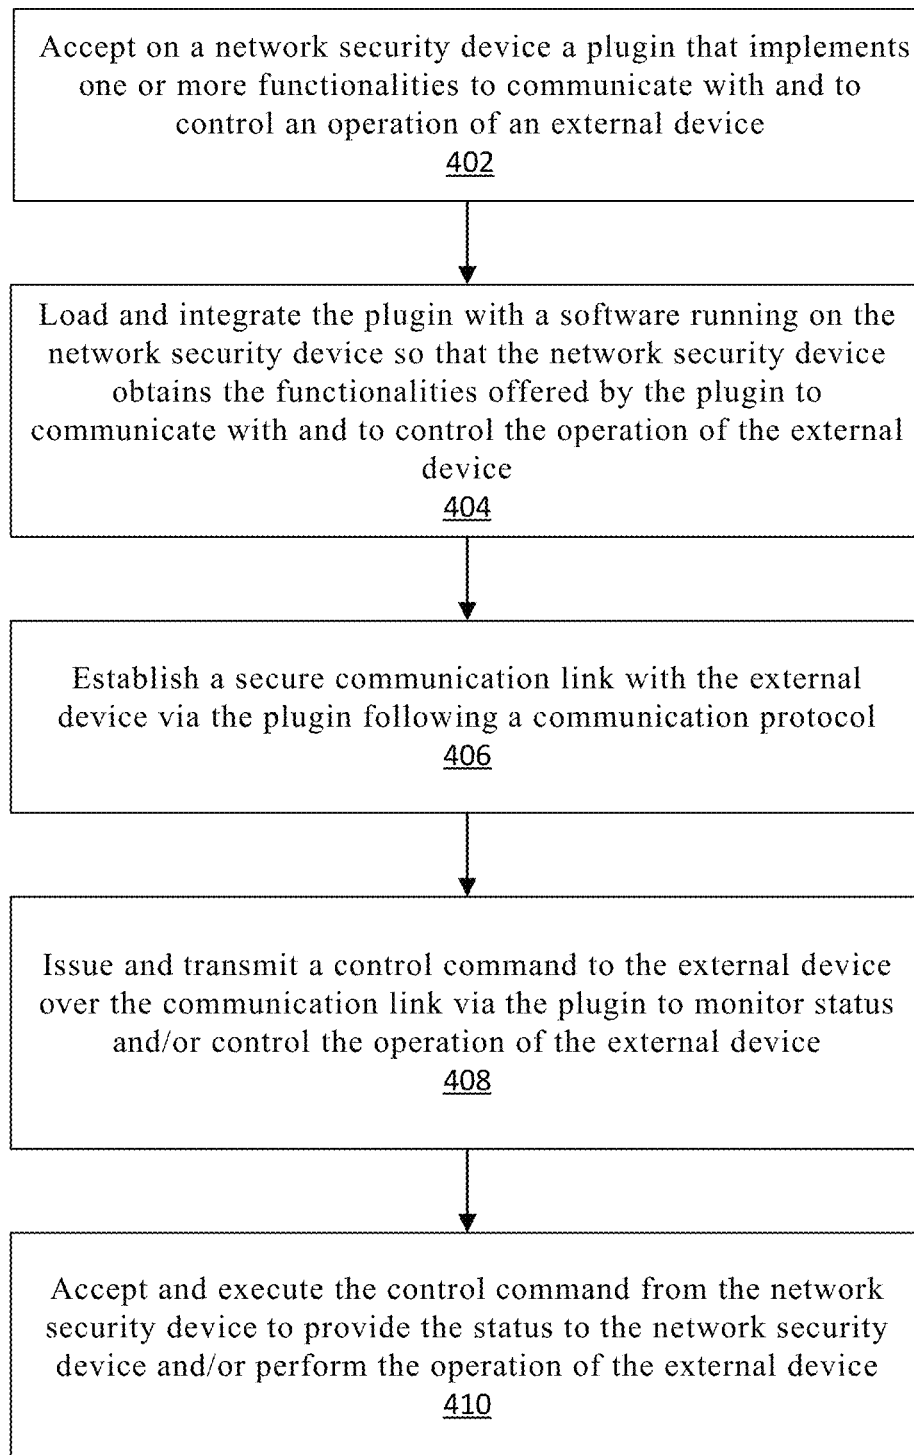 Accept on a network security device a plugin that implements
one or more functionalities to communicate with and to
control an operation of an external device
402
Load and integrate the plugin with a software running on the
network security device so that the network security device
obtains the functionalities offered by the plugin to
communicate with and to control the operation of the external
device
404
Establish a secure communication link with the external
device via the plugin following a communication protocol
406
Issue and transmit a control command to the external device
over the communication link via the plugin to monitor status
and/or control the operation of the external device
408
Accept and execute the control command from the network
security device to provide the status to the network security
device and/or perform the operation of the external device
410